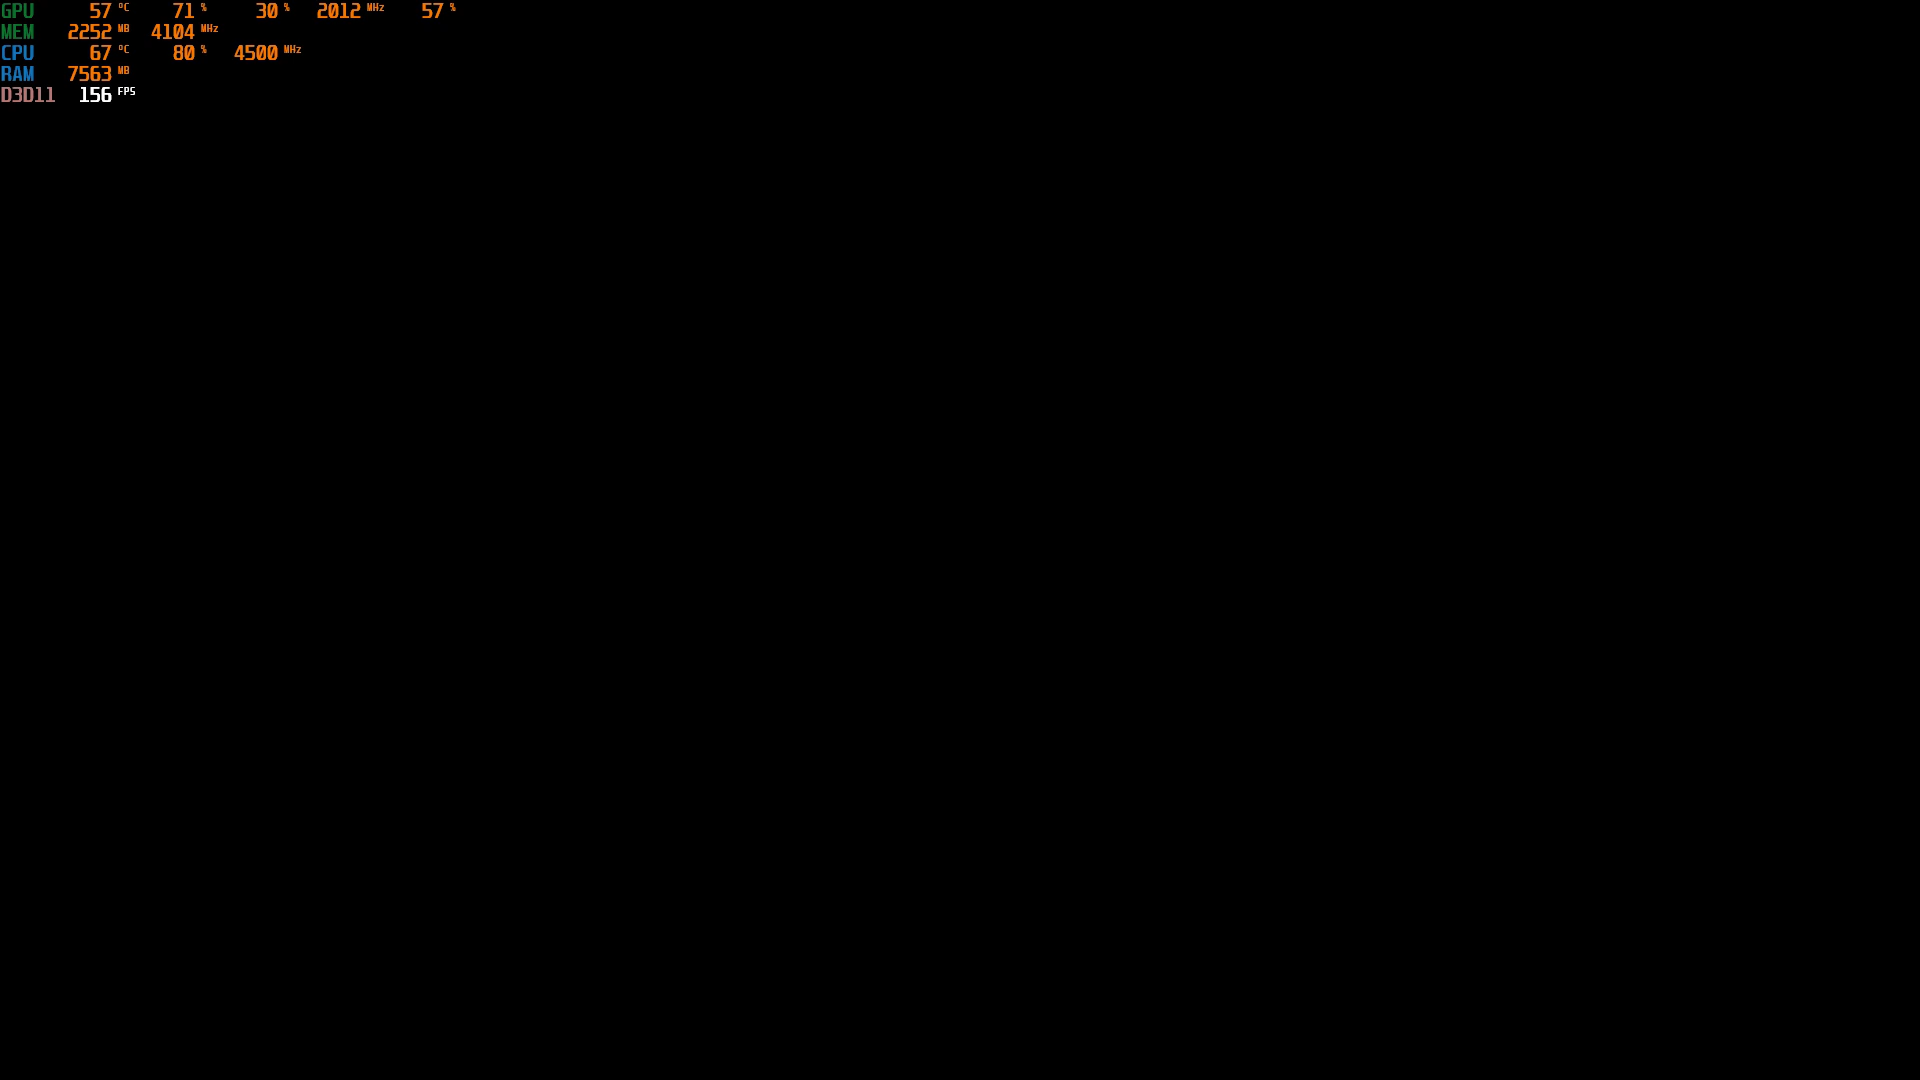 GPU 57 °C 71 % 30 % 2012 MHz 57 %
MEM 2252 MB 4104 MHz
CPU 67 °C 80 % 4500 MHz
RAM 7563 MB
D3D11 156 FPS